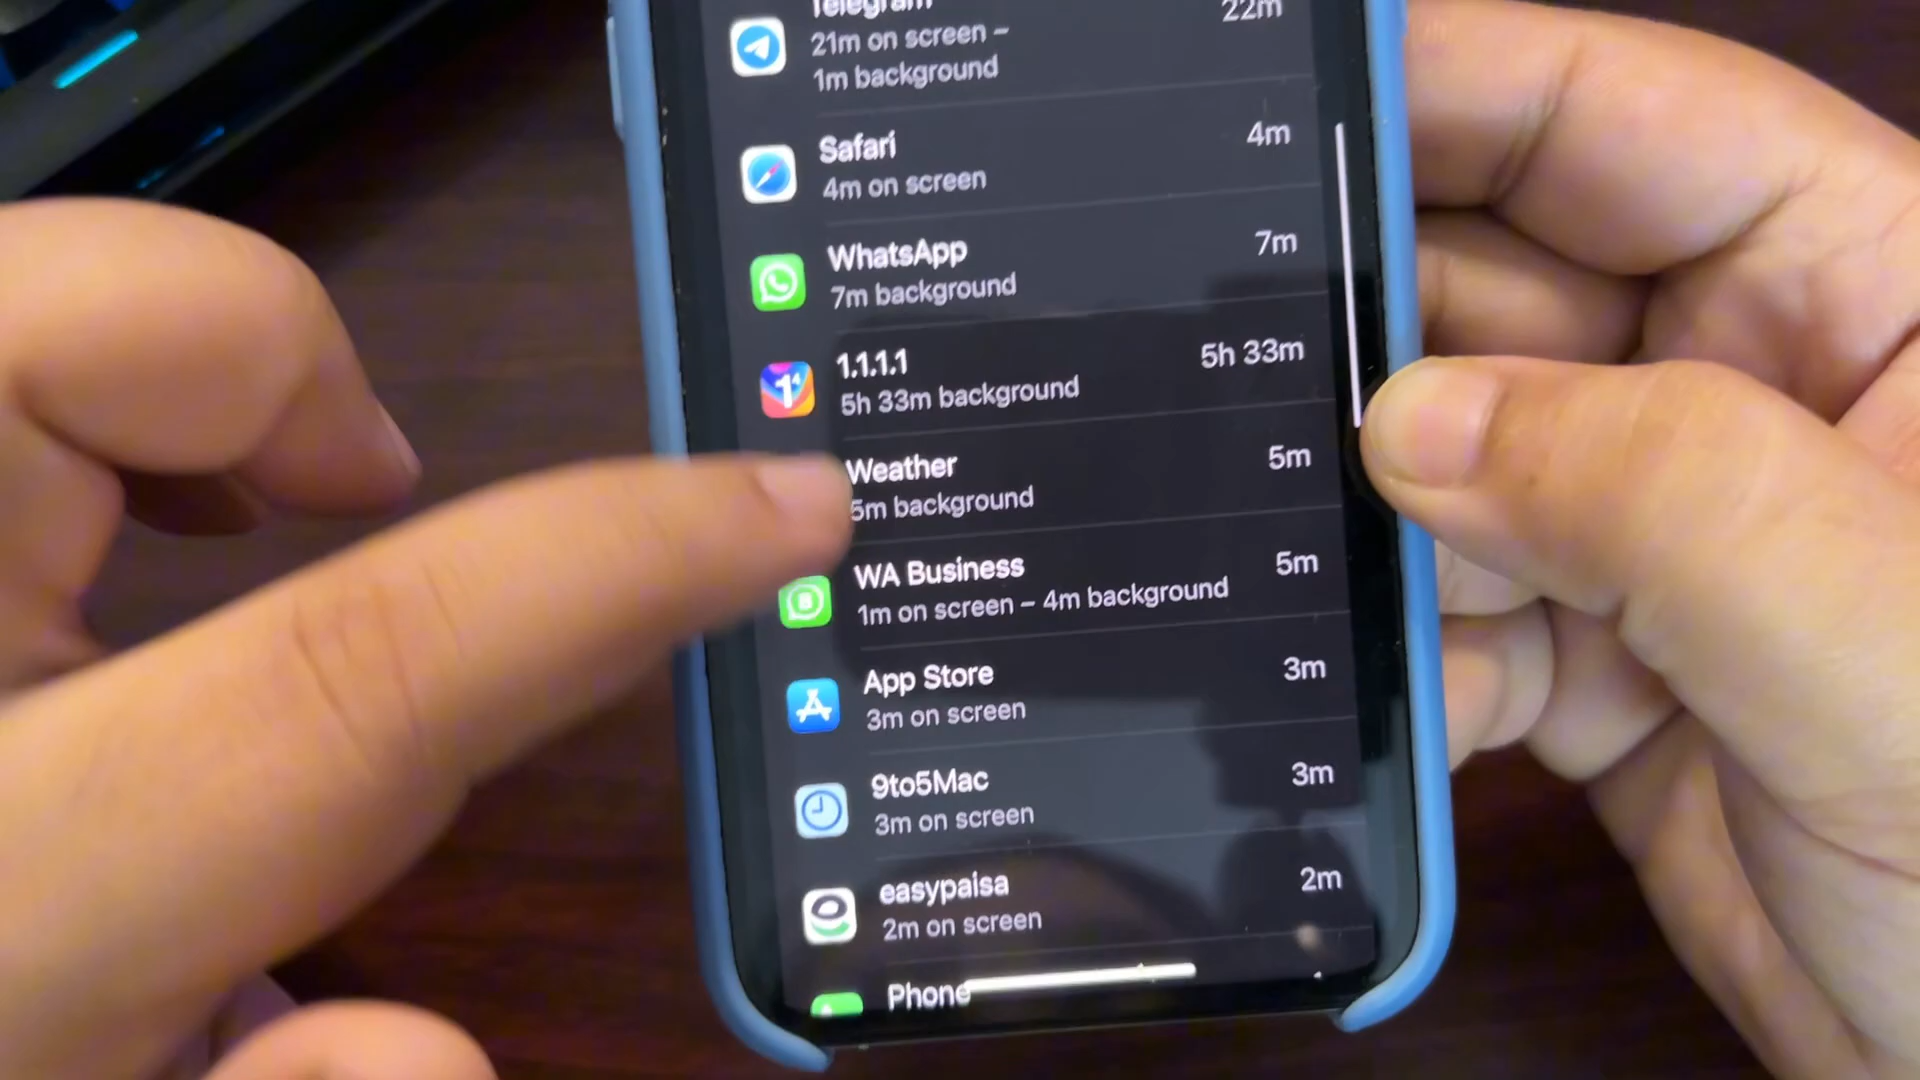 Telegram
22m
21m on screen –
1m background
Safari
4m
4m on screen
WhatsApp
7m
7m background
1.1.1.1
5h 33m
5h 33m background
Weather
5m
5m background
WA Business
5m
1m on screen – 4m background
App Store
3m
3m on screen
9to5Mac
3m
3m on screen
easypaisa
2m
2m on screen
Phone